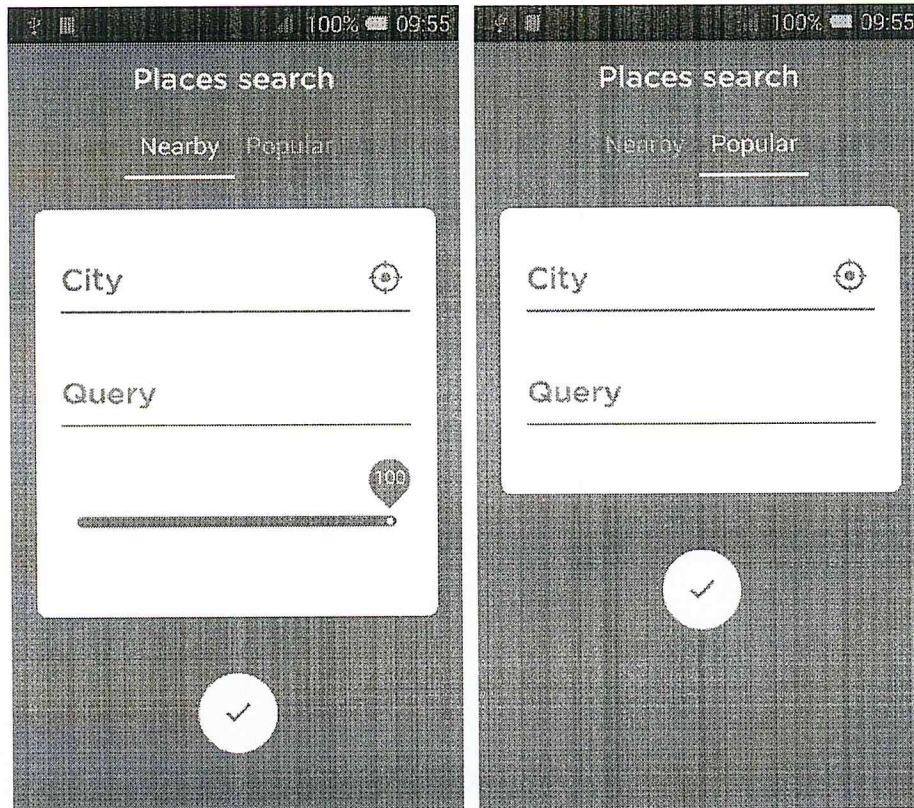 100% 09:55
Places search
Nearby Popular
City
Query
100
100% 09:55
Places search
Nearby Popular
City
Query